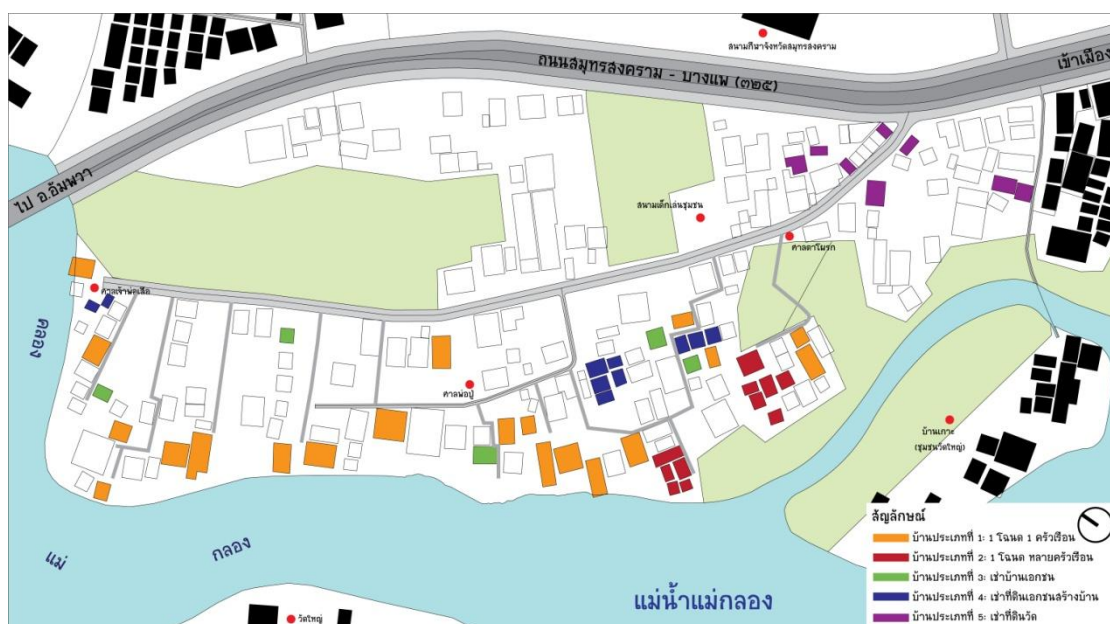 สนามกีฬาจังหวัดสมุทรสงคราม
ถนนสมุทรสงคราม - บางแพ (๓๒๕)
เข้าเมือง
ไป อ.อัมพวา
สนามเด็กเล่นชุมชน
ศาลตาโมรัก
ศาลเจ้าพ่อเสือ
คลอง
ศาลพ่อปู่
บ้านเกาะ
(ชุมชนวัดใหญ่)
แม่
กลอง
แม่น้ำแม่กลอง
วัดใหญ่
สัญลักษณ์
บ้านประเภทที่ 1: 1 โฉนด 1 ครัวเรือน
บ้านประเภทที่ 2: 1 โฉนด หลายครัวเรือน
บ้านประเภทที่ 3: เช่าบ้านเอกชน
บ้านประเภทที่ 4: เช่าที่ดินเอกชนสร้างบ้าน
บ้านประเภทที่ 5: เช่าที่ดินวัด